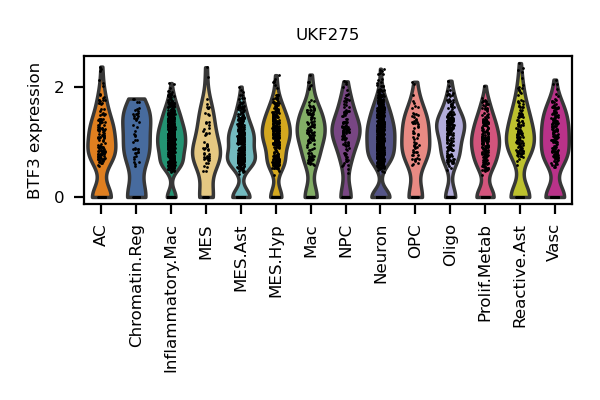 UKF275
BTF3 expression
2
0
AC
Chromatin.Reg
Inflammatory.Mac
MES
MES.Ast
MES.Hyp
Mac
NPC
Neuron
OPC
Oligo
Prolif.Metab
Reactive.Ast
Vasc